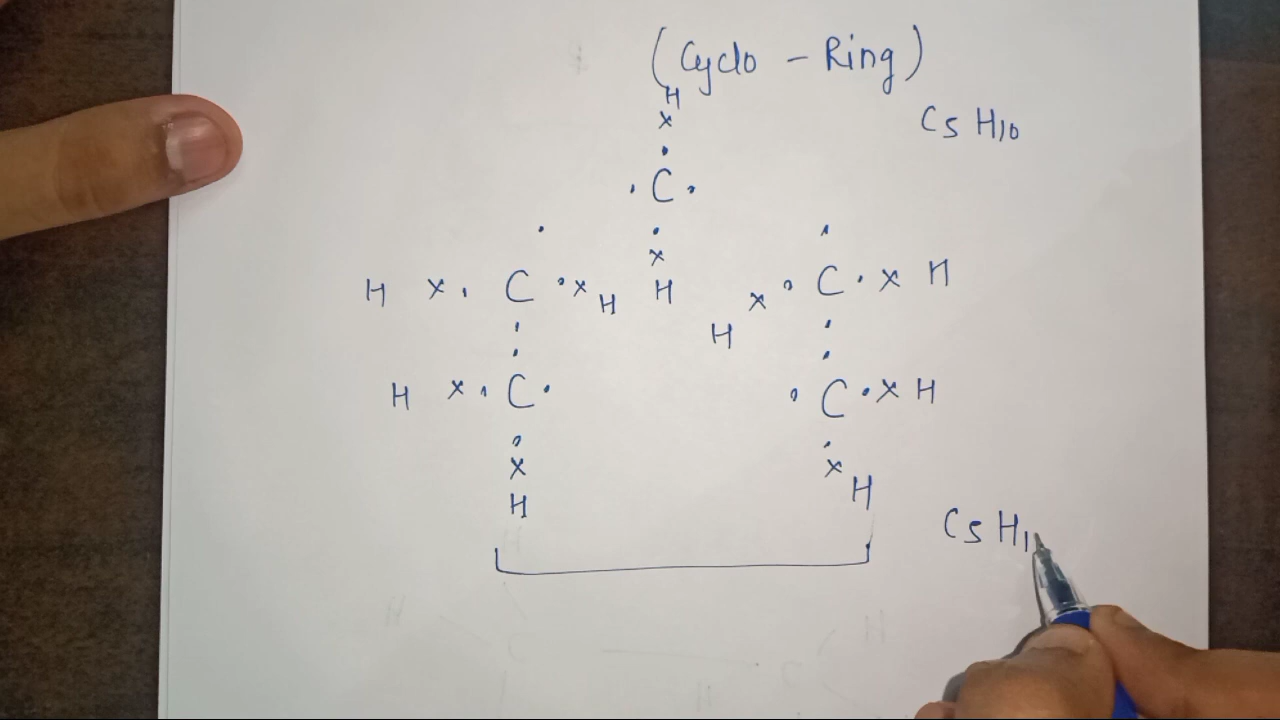 (Cyclo - Ring)
C5 H10
H
x
. C .
x
H x . C . x H H x . C . x H
H x . C . . C . x H
x x
H H
C5 H1